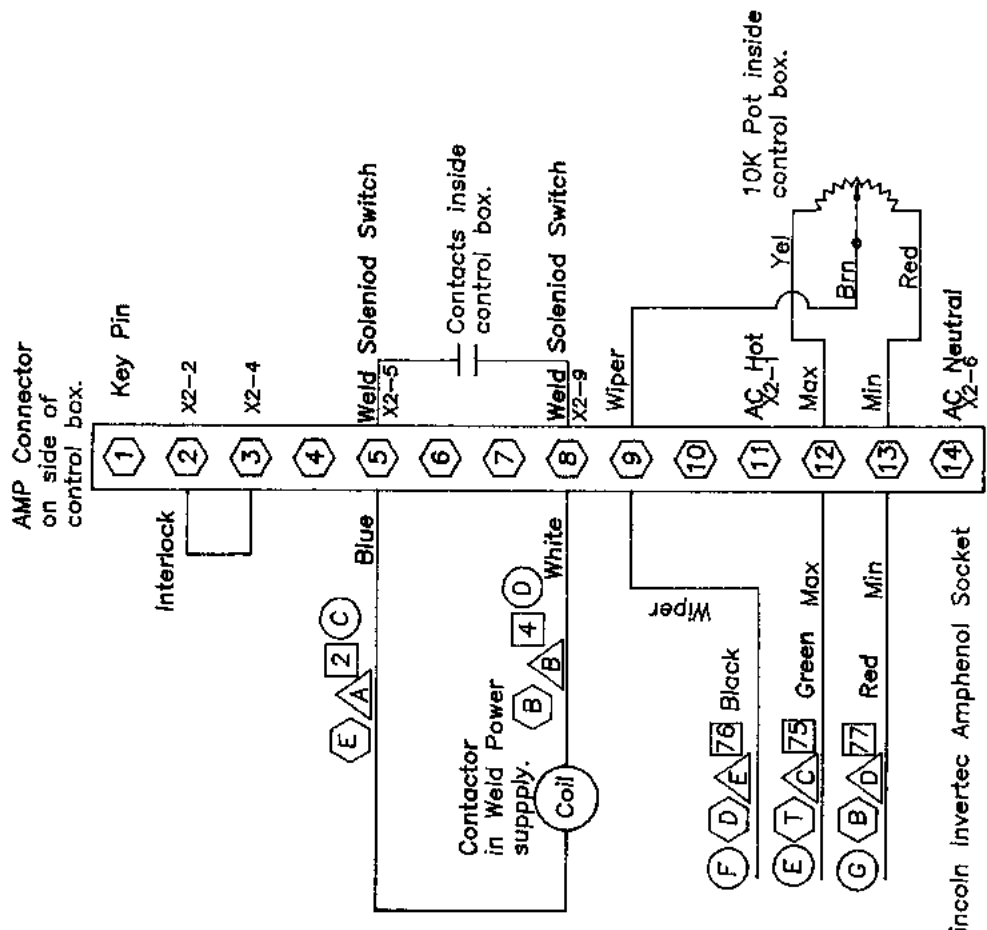 AMP Connector
on side of
control box.
1
Key Pin
Interlock
2
X2-2
3
X2-4
4
E
A
2
C
Blue
5
Weld Soleniod Switch
X2-5
6
Contacts inside
control box.
7
Contactor
in Weld Power
suppply.
Coil
B
B
4
D
White
8
Weld Soleniod Switch
X2-9
Wiper
9
Wiper
10
F
D
E
76
Black
11
AC Hot
X2-1
10K Pot inside
control box.
Yel
Brn
Red
E
T
C
75
Green
Max
12
Max
G
B
D
77
Red
Min
13
Min
14
AC Neutral
X2-6
incoln Invertec Amphenol Socket